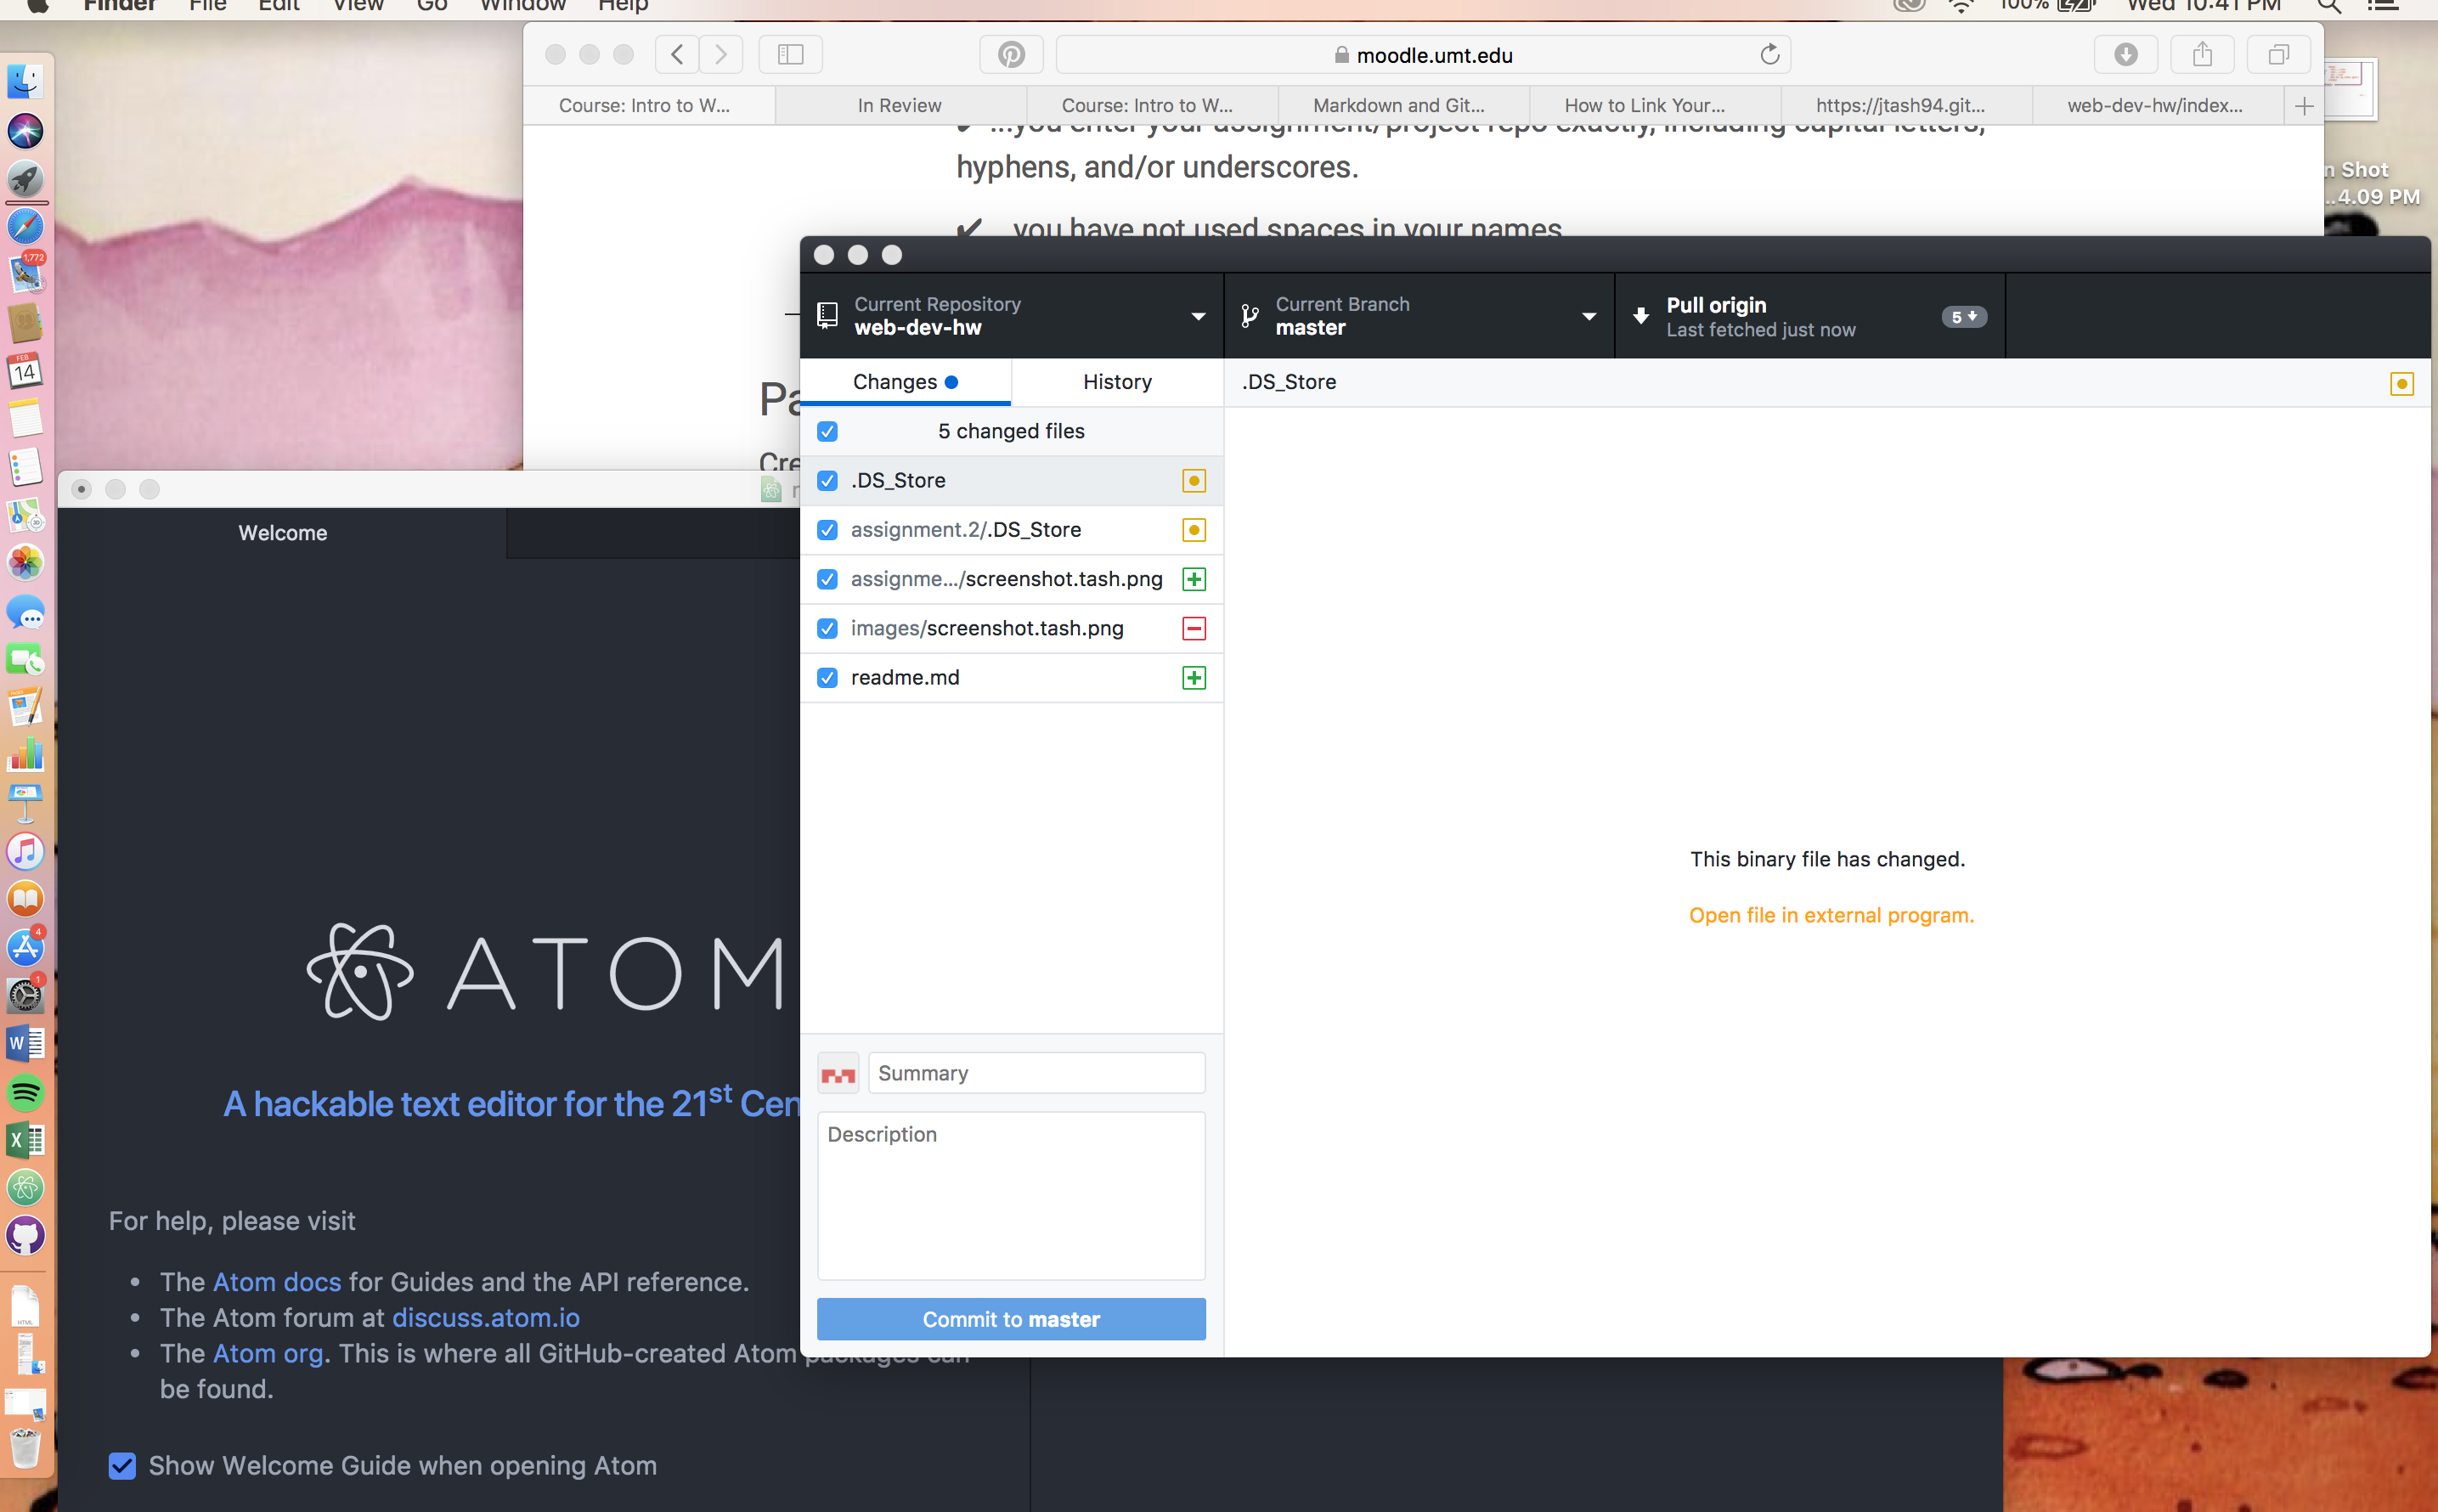 Finder File Edit View Go Window Help
100% Wed 10:41 PM
moodle.umt.edu
Course: Intro to W...
In Review
Course: Intro to W...
Markdown and Git...
How to Link Your...
https://jtash94.git...
web-dev-hw/index...
✔ ...you enter your assignment/project repo exactly, including capital letters,
hyphens, and/or underscores.
✔ ...you have not used spaces in your names
n Shot
...4.09 PM
Current Repository
web-dev-hw
Current Branch
master
Pull origin
Last fetched just now
5
Changes
History
.DS_Store
5 changed files
.DS_Store
assignment.2/.DS_Store
assignme.../screenshot.tash.png
images/screenshot.tash.png
readme.md
This binary file has changed.
Open file in external program.
Summary
Description
Commit to master
Pa
Cre
1,772
FEB
14
4
1
W
X
HTML
Welcome
ATOM
A hackable text editor for the 21st Cen
For help, please visit
• The Atom docs for Guides and the API reference.
• The Atom forum at discuss.atom.io
• The Atom org. This is where all GitHub-created Atom packages can
be found.
Show Welcome Guide when opening Atom